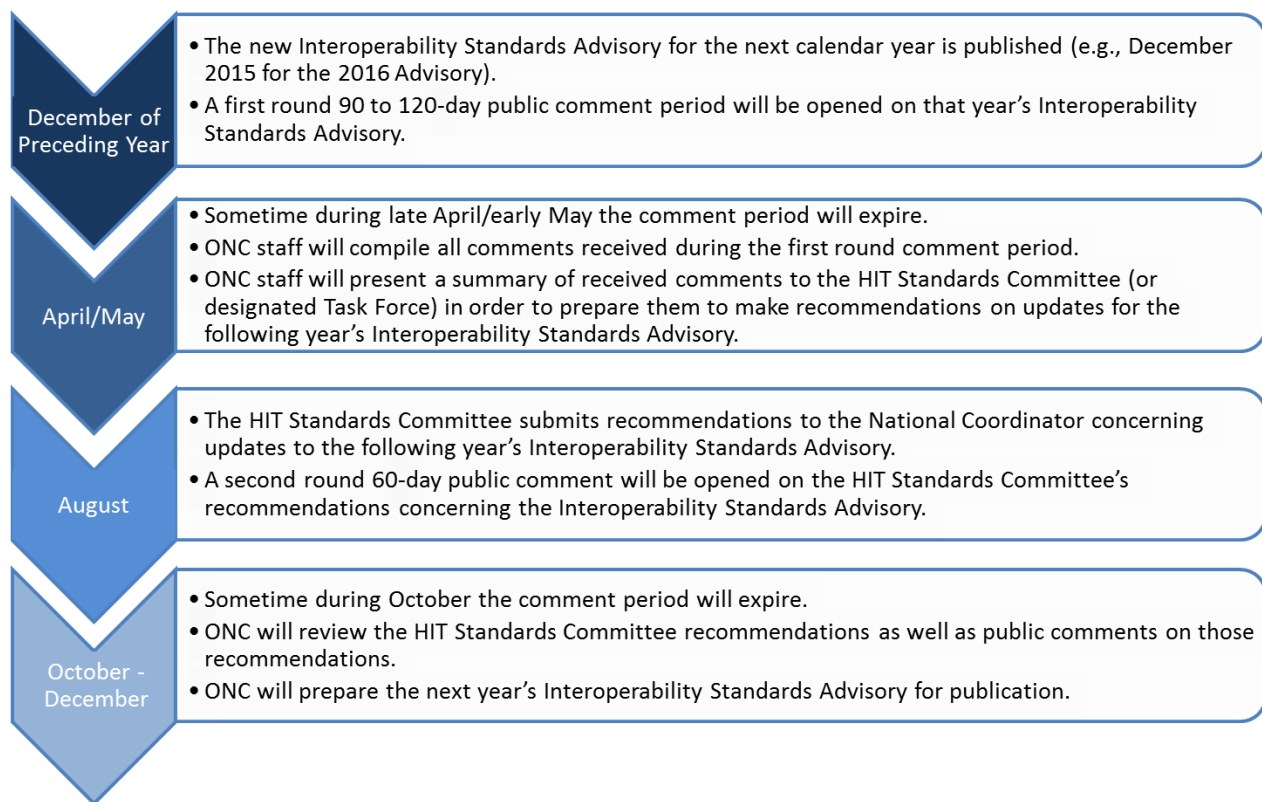 December of
Preceding Year
• The new Interoperability Standards Advisory for the next calendar year is published (e.g., December
2015 for the 2016 Advisory).
• A first round 90 to 120-day public comment period will be opened on that year's Interoperability
Standards Advisory.
April/May
• Sometime during late April/early May the comment period will expire.
• ONC staff will compile all comments received during the first round comment period.
• ONC staff will present a summary of received comments to the HIT Standards Committee (or
designated Task Force) in order to prepare them to make recommendations on updates for the
following year's Interoperability Standards Advisory.
August
• The HIT Standards Committee submits recommendations to the National Coordinator concerning
updates to the following year's Interoperability Standards Advisory.
• A second round 60-day public comment will be opened on the HIT Standards Committee's
recommendations concerning the Interoperability Standards Advisory.
October -
December
• Sometime during October the comment period will expire.
• ONC will review the HIT Standards Committee recommendations as well as public comments on those
recommendations.
• ONC will prepare the next year's Interoperability Standards Advisory for publication.